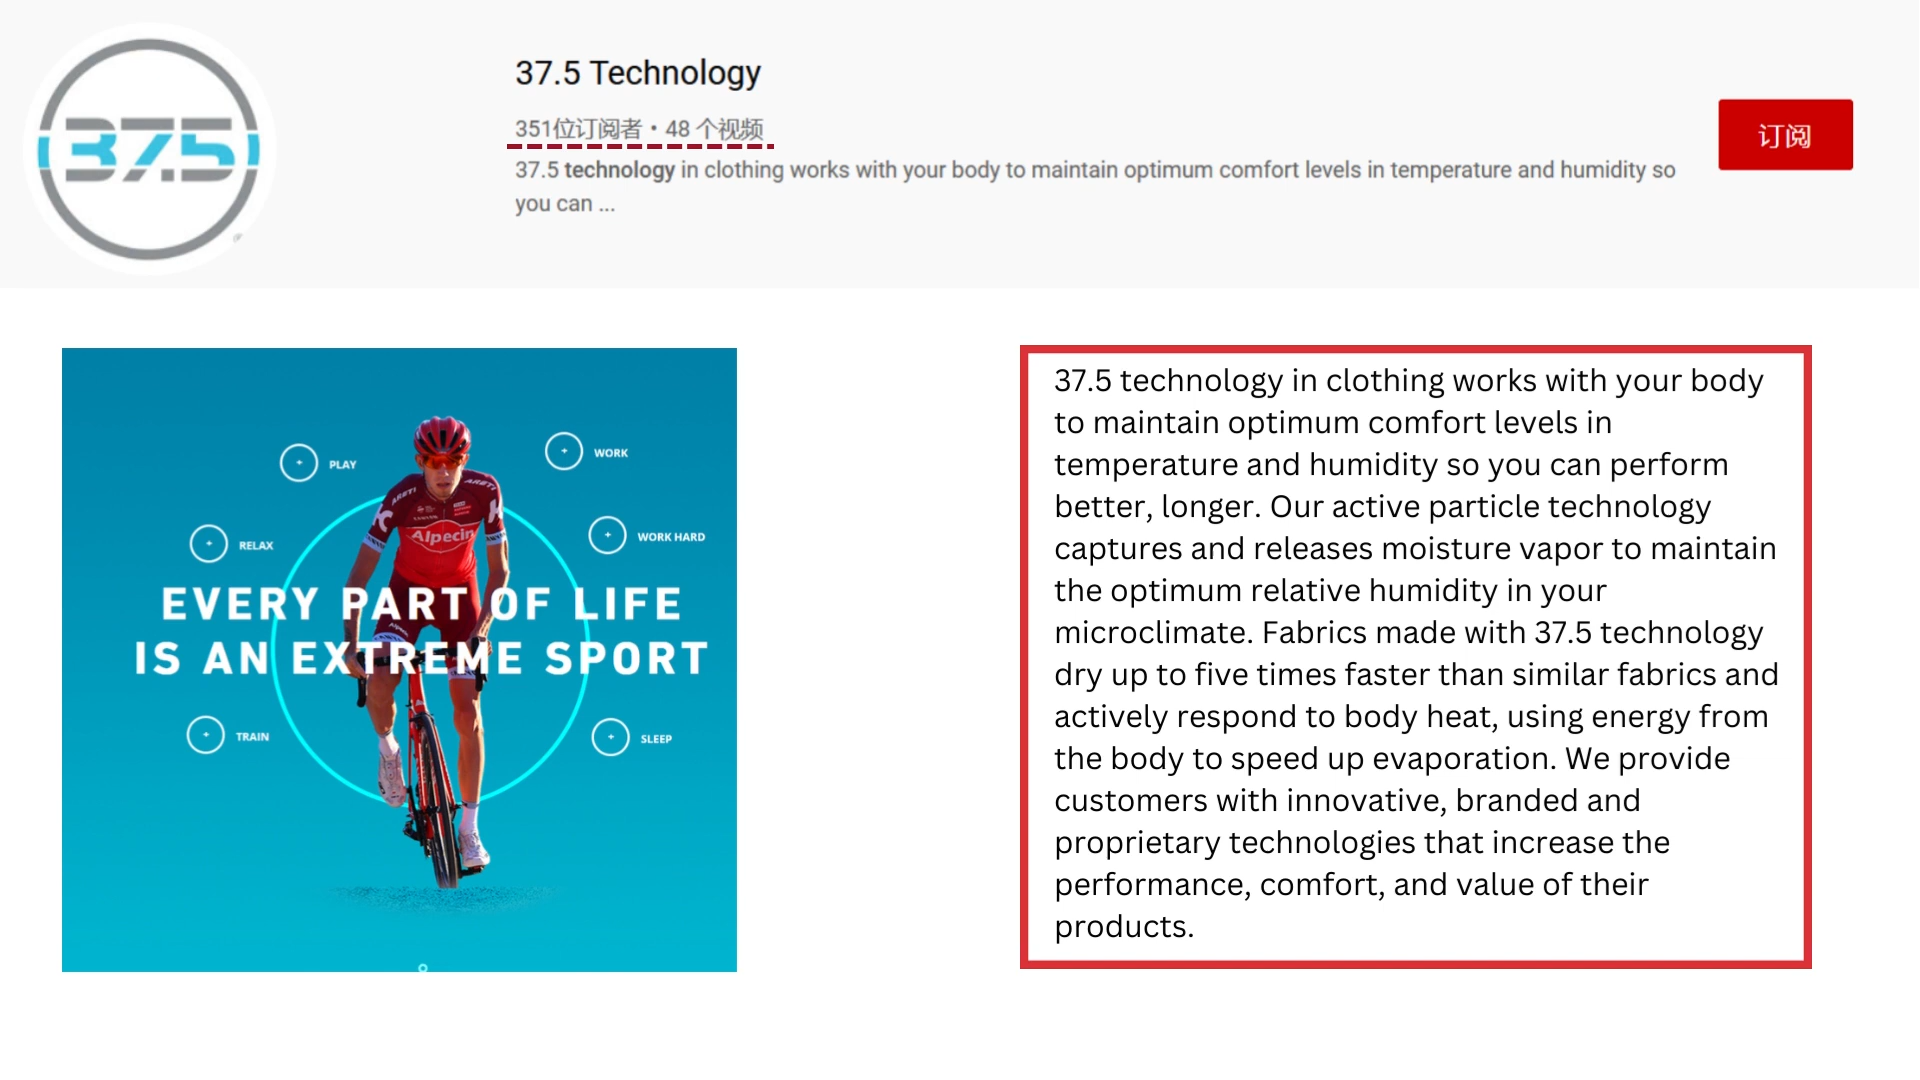 37.5
37.5 Technology
351位订阅者 • 48 个视频
37.5 technology in clothing works with your body to maintain optimum comfort levels in temperature and humidity so
you can ...
订阅
PLAY
WORK
RELAX
WORK HARD
ARETI
ARETI
Alpecin
EVERY PART OF LIFE
IS AN EXTREME SPORT
Alpecin
TRAIN
SLEEP
37.5 technology in clothing works with your body
to maintain optimum comfort levels in
temperature and humidity so you can perform
better, longer. Our active particle technology
captures and releases moisture vapor to maintain
the optimum relative humidity in your
microclimate. Fabrics made with 37.5 technology
dry up to five times faster than similar fabrics and
actively respond to body heat, using energy from
the body to speed up evaporation. We provide
customers with innovative, branded and
proprietary technologies that increase the
performance, comfort, and value of their
products.